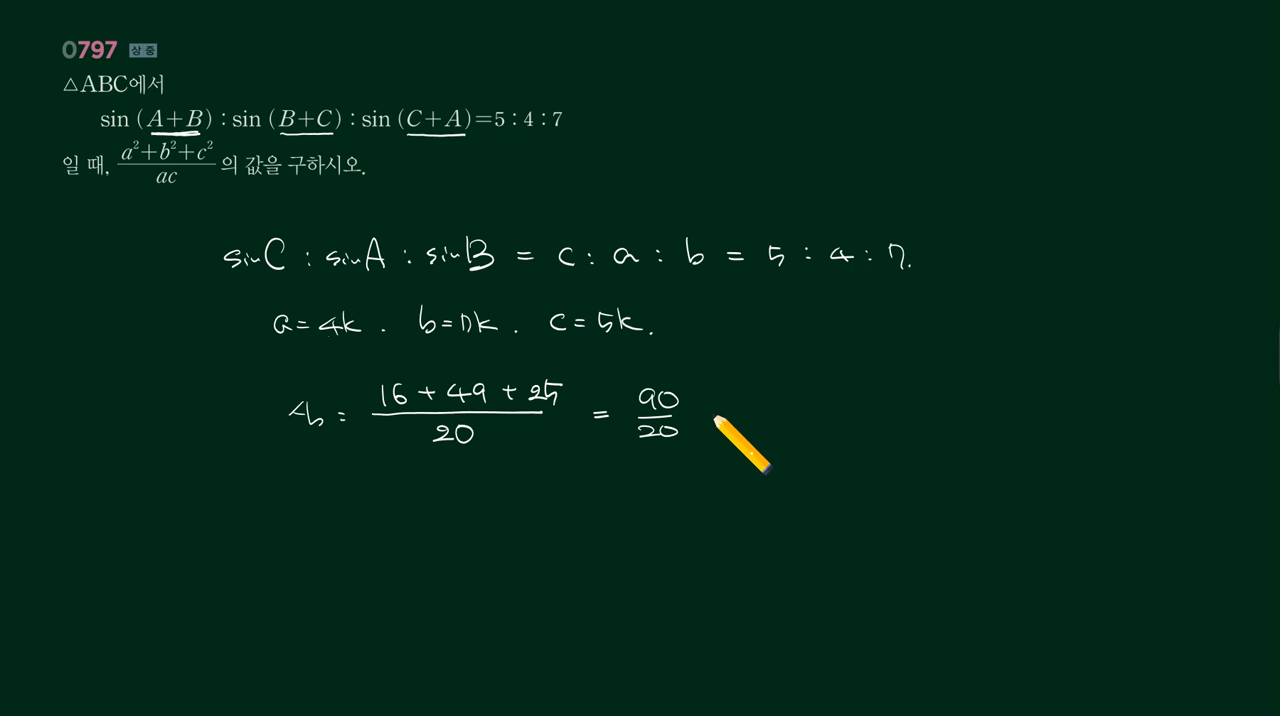 0797 상 중
△ABC에서
sin (A+B) : sin (B+C) : sin (C+A)=5 : 4 : 7
일 때, a²+b²+c² / ac 의 값을 구하시오.
sinC : sinA : sinB = c : a : b = 5 : 4 : 7.
a=4k . b=7k . c=5k.
= 16+49+25 / 20 = 90 / 20